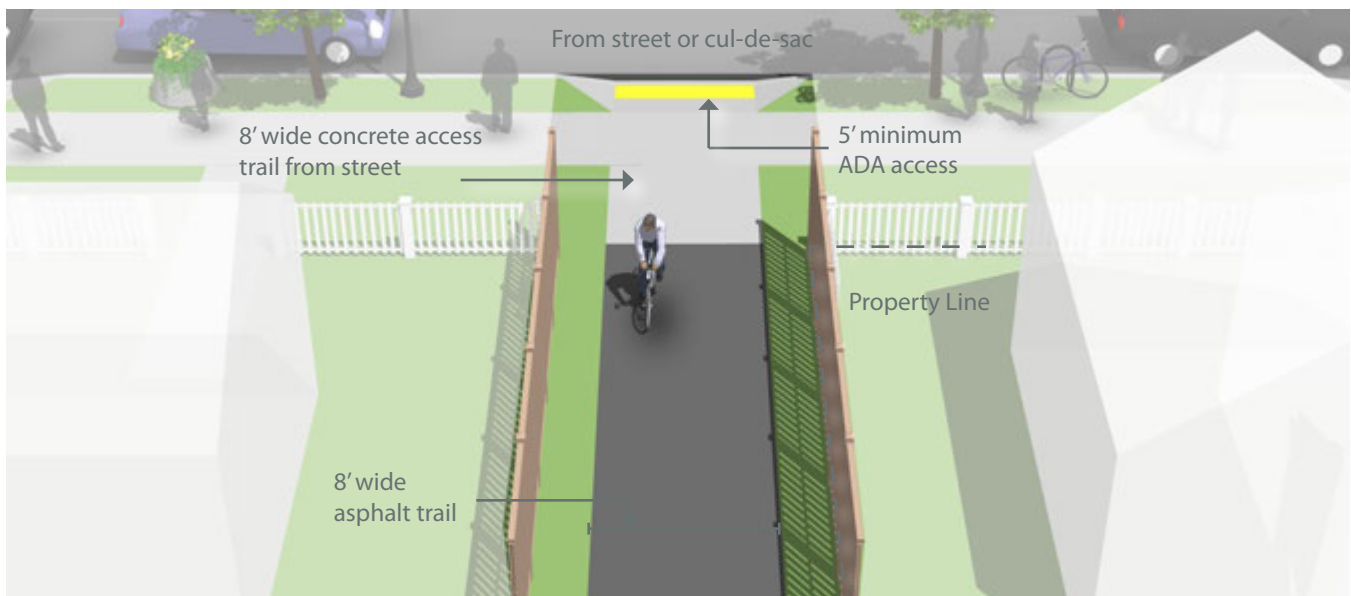 From street or cul-de-sac
8’ wide concrete access
trail from street
5’ minimum
ADA access
Property Line
8’ wide
asphalt trail